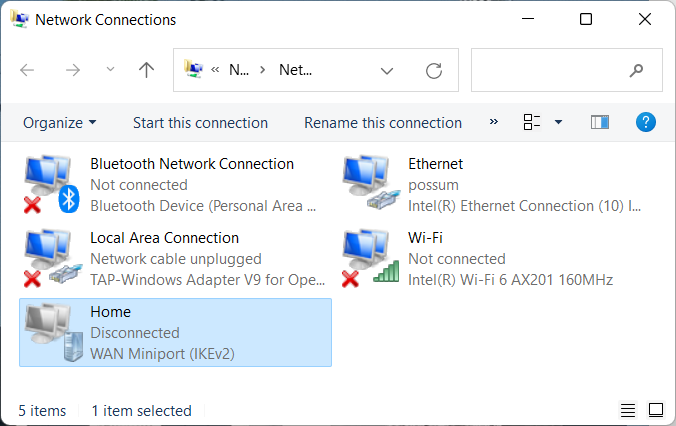 Network Connections
N... Net...
Organize Start this connection Rename this connection »
Bluetooth Network Connection
Not connected
Bluetooth Device (Personal Area ...
Ethernet
possum
Intel(R) Ethernet Connection (10) I...
Local Area Connection
Network cable unplugged
TAP-Windows Adapter V9 for Ope...
Wi-Fi
Not connected
Intel(R) Wi-Fi 6 AX201 160MHz
Home
Disconnected
WAN Miniport (IKEv2)
5 items 1 item selected